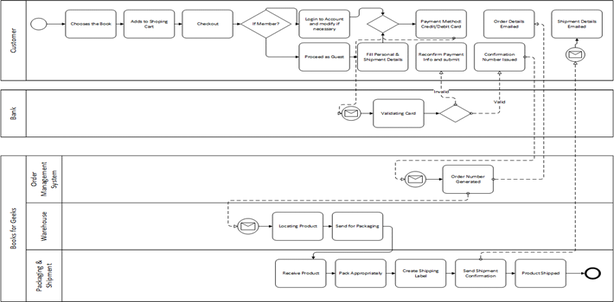 Customer
Choose the Book
Adds to Shoping
Cart
Checkout
If Member?
Login to Account
and modify if
necessary
Payment Method:
Credit/Debit Card
Order Details
Emailed
Shipment Details
Emailed
Proceed as Guest
Fill Personal &
Shipment Details
Reconfirm Payment
Info and submit
Confirmation
Number Issued
Invalid
Valid
Bank
Validating Card
Books for Geeks
Order
Management
System
Order Number
Generated
Warehouse
Locating Product
Send for Packaging
Packaging &
Shipment
Receive Product
Pack Appropriately
Create Shipping
Label
Send Shipment
Confirmation
Product Shipped